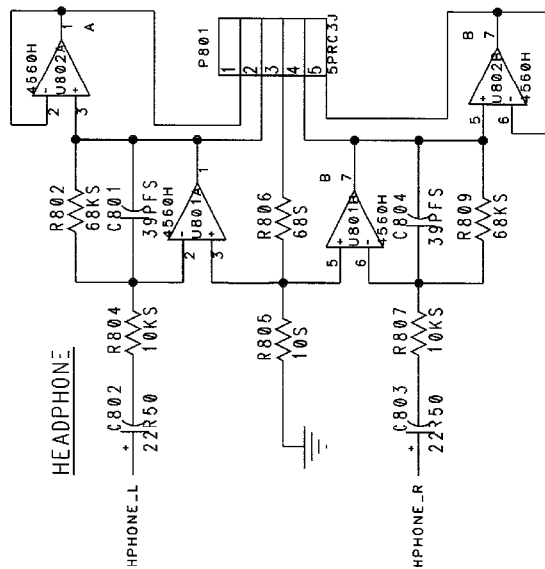 HEADPHONE
HPHONE_L
C802
22R50
+
R804
10KS
R802
68KS
C801
39PFS
4560H
U801A
2
-
3
+
1
4560H
U802A
2
-
3
+
1
A
P801
1
2
3
4
5
5PRC3J
R806
68S
R805
10S
B
7
U801B
4560H
5
+
6
-
B
7
U802B
4560H
5
+
6
-
C804
39PFS
R809
68KS
R807
10KS
C803
22R50
+
HPHONE_R